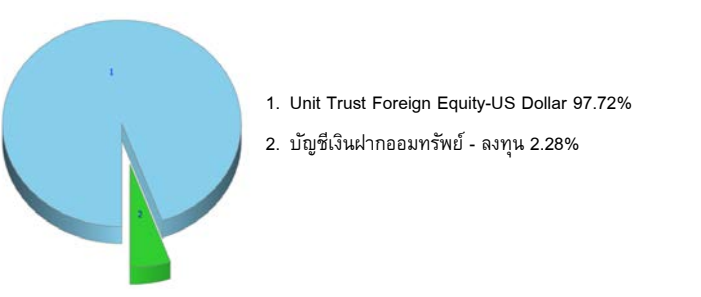 1
1. Unit Trust Foreign Equity-US Dollar 97.72%
2. บัญชีเงินฝากออมทรัพย์ - ลงทุน 2.28%
2